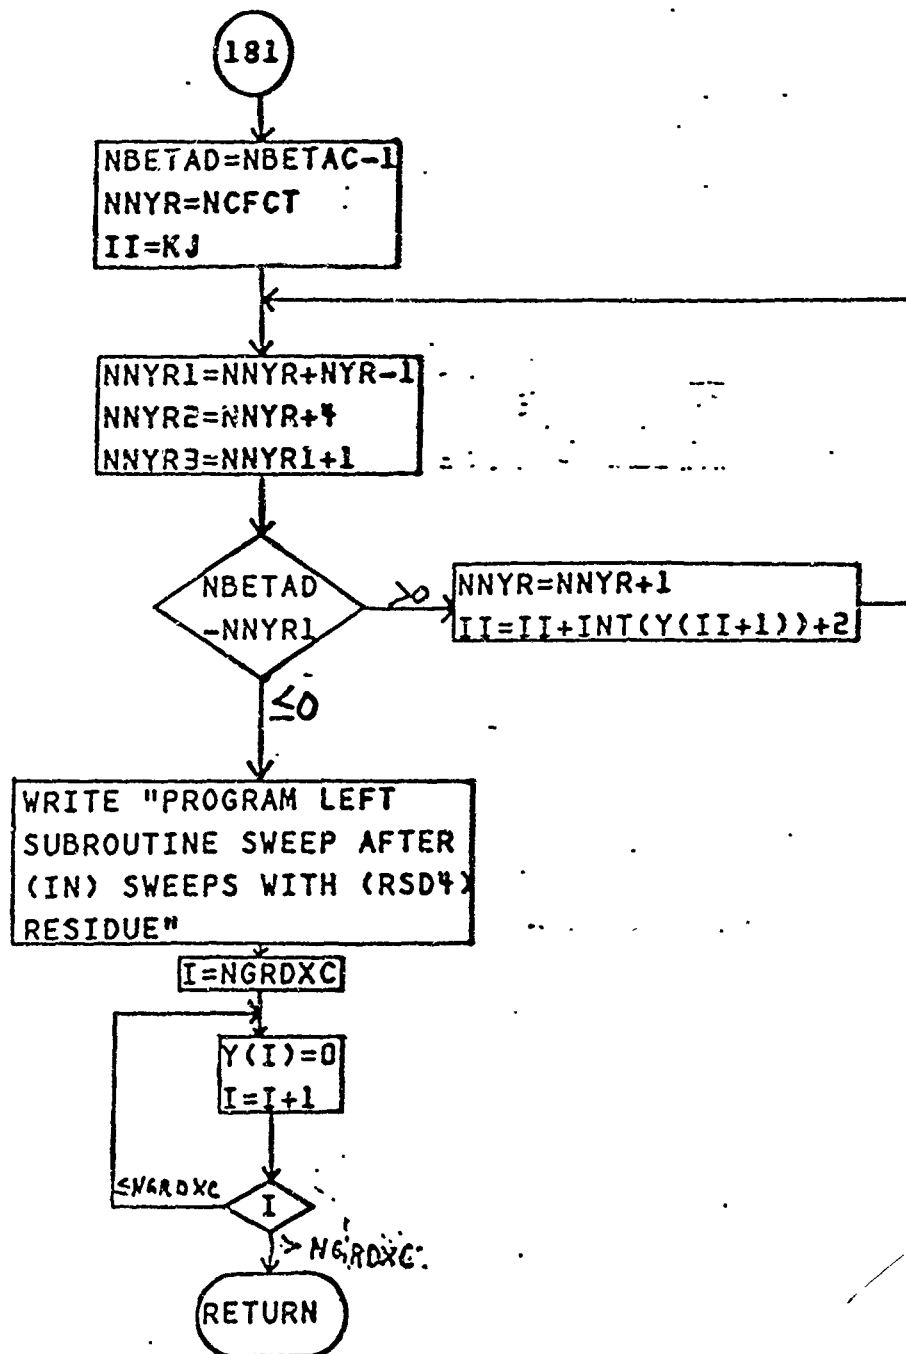 181
NBETAD=NBETAC-1
NNYR=NCFCT
II=KJ
NNYR1=NNYR+NYR-1
NNYR2=NNYR+4
NNYR3=NNYR1+1
NBETAD
-NNYR1
>0
NNYR=NNYR+1
II=II+INT(Y(II+1))+2
≤0
WRITE "PROGRAM LEFT
SUBROUTINE SWEEP AFTER
(IN) SWEEPS WITH (RSD4)
RESIDUE"
I=NGRDXC
Y(I)=0
I=I+1
≤NGRDXC
I
>NGRDXC
RETURN